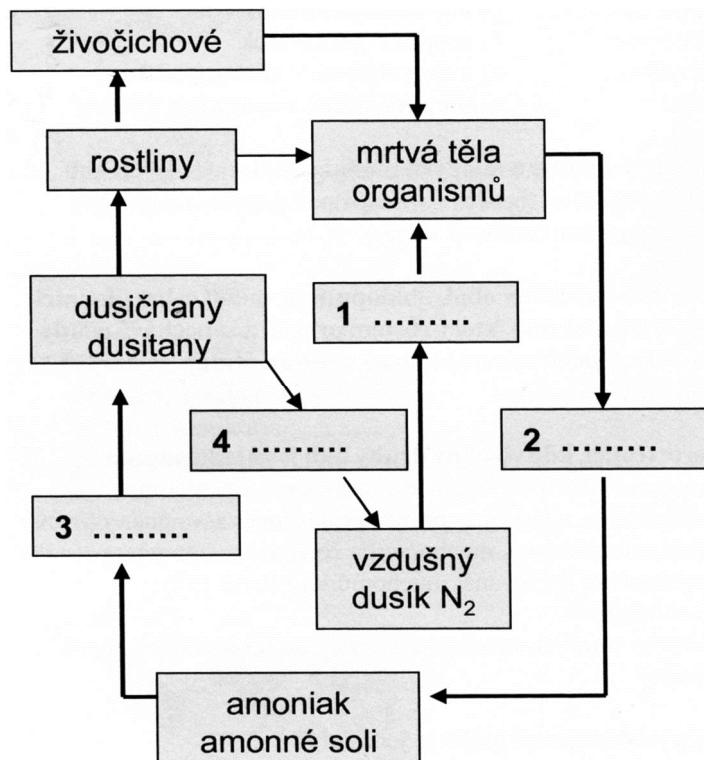 živočichové
rostliny
mrtvá těla
organismů
dusičnany
dusitany
1 ..........
4 ..........
2 ..........
3 ..........
vzdušný
dusík N₂
amoniak
amonné soli